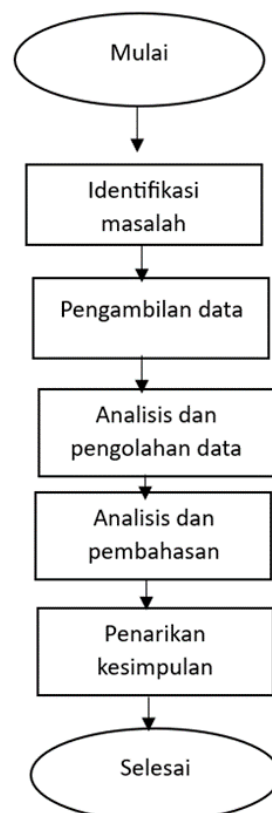 Mulai
Identifikasi
masalah
Pengambilan data
Analisis dan
pengolahan data
Analisis dan
pembahasan
Penarikan
kesimpulan
Selesai